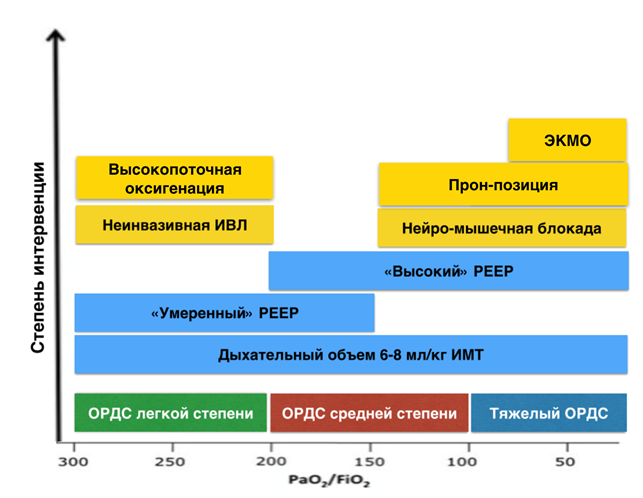 Степень интервенции
ЭКМО
Высокопоточная
оксигенация
Прон-позиция
Неинвазивная ИВЛ
Нейро-мышечная блокада
«Высокий» PEEP
«Умеренный» PEEP
Дыхательный объем 6-8 мл/кг ИМТ
ОРДС легкой степени
ОРДС средней степени
Тяжелый ОРДС
300 250 200 150 100 50
PaO₂/FiO₂